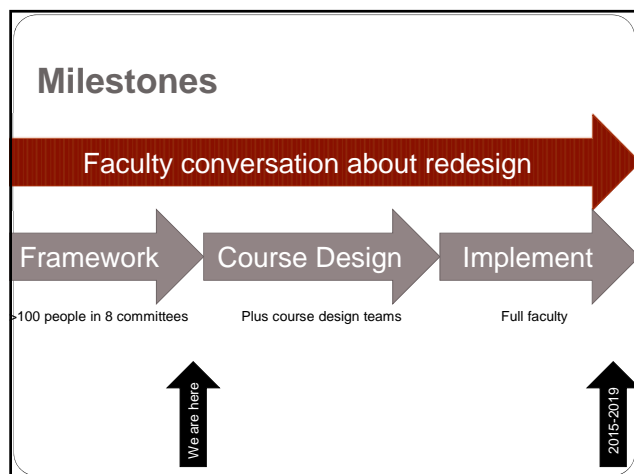 Milestones
Faculty conversation about redesign
Framework
Course Design
Implement
>100 people in 8 committees
Plus course design teams
Full faculty
We are here
2015-2019